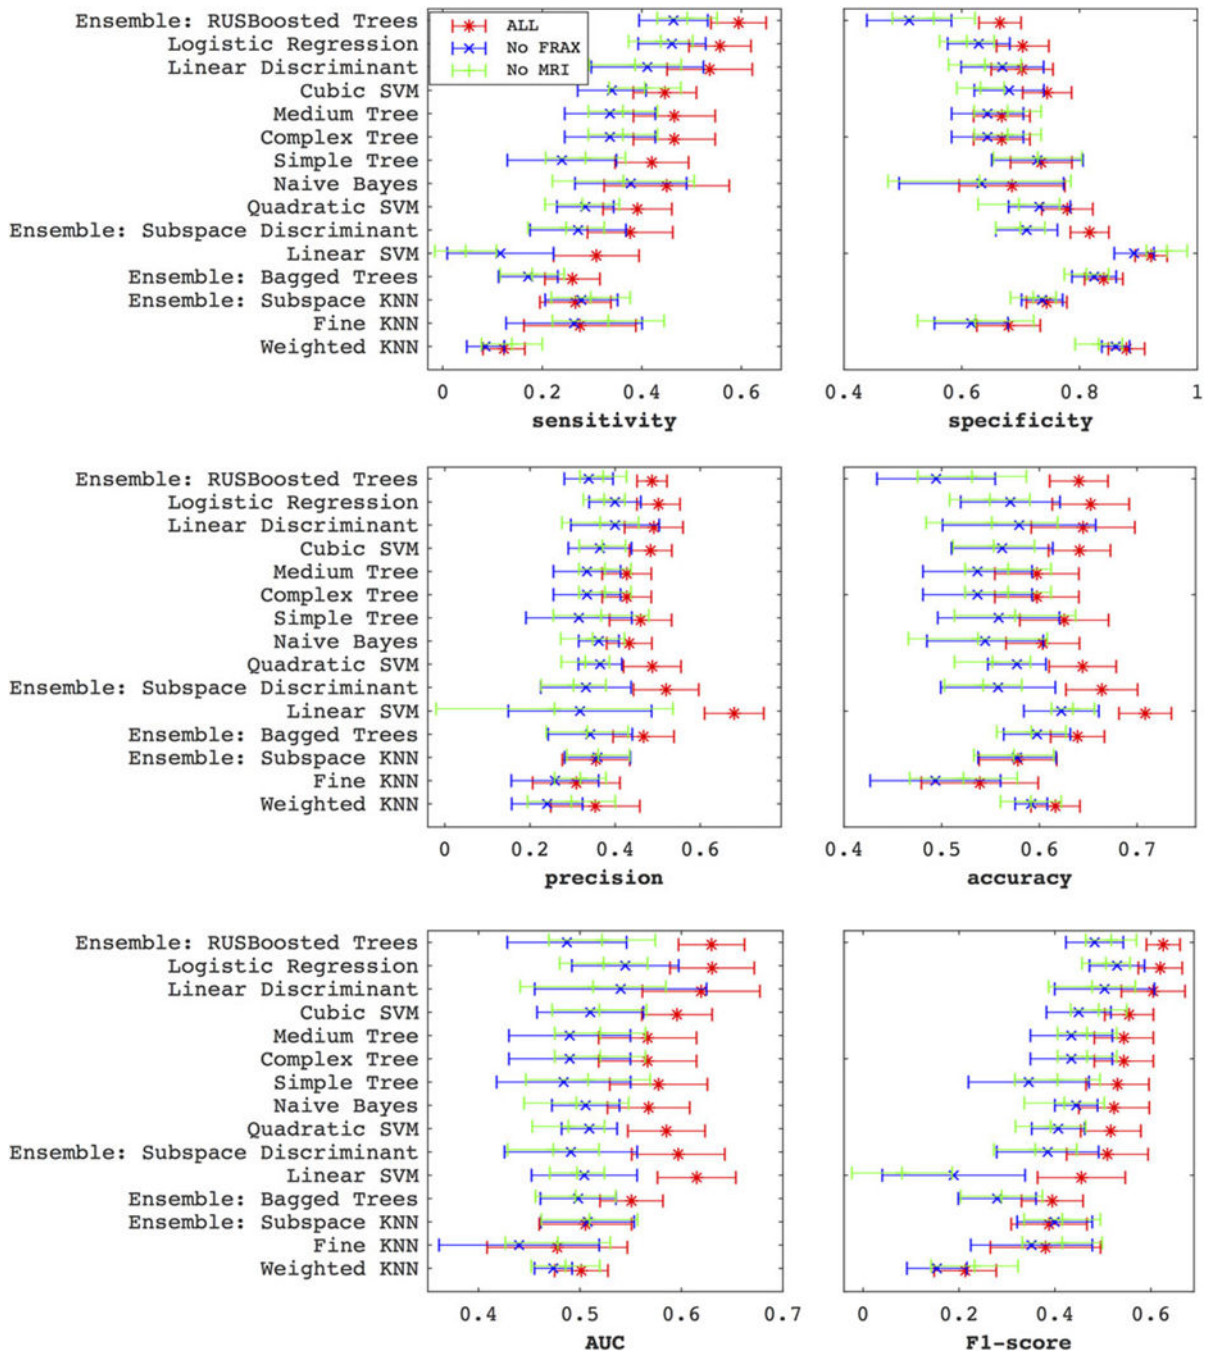 Ensemble: RUSBoosted Trees
Logistic Regression
Linear Discriminant
Cubic SVM
Medium Tree
Complex Tree
Simple Tree
Naive Bayes
Quadratic SVM
Ensemble: Subspace Discriminant
Linear SVM
Ensemble: Bagged Trees
Ensemble: Subspace KNN
Fine KNN
Weighted KNN
ALL
No FRAX
No MRI
0 0.2 0.4 0.6
sensitivity
0.4 0.6 0.8 1
specificity
Ensemble: RUSBoosted Trees
Logistic Regression
Linear Discriminant
Cubic SVM
Medium Tree
Complex Tree
Simple Tree
Naive Bayes
Quadratic SVM
Ensemble: Subspace Discriminant
Linear SVM
Ensemble: Bagged Trees
Ensemble: Subspace KNN
Fine KNN
Weighted KNN
0 0.2 0.4 0.6
precision
0.4 0.5 0.6 0.7
accuracy
Ensemble: RUSBoosted Trees
Logistic Regression
Linear Discriminant
Cubic SVM
Medium Tree
Complex Tree
Simple Tree
Naive Bayes
Quadratic SVM
Ensemble: Subspace Discriminant
Linear SVM
Ensemble: Bagged Trees
Ensemble: Subspace KNN
Fine KNN
Weighted KNN
0.4 0.5 0.6 0.7
AUC
0 0.2 0.4 0.6
F1-score